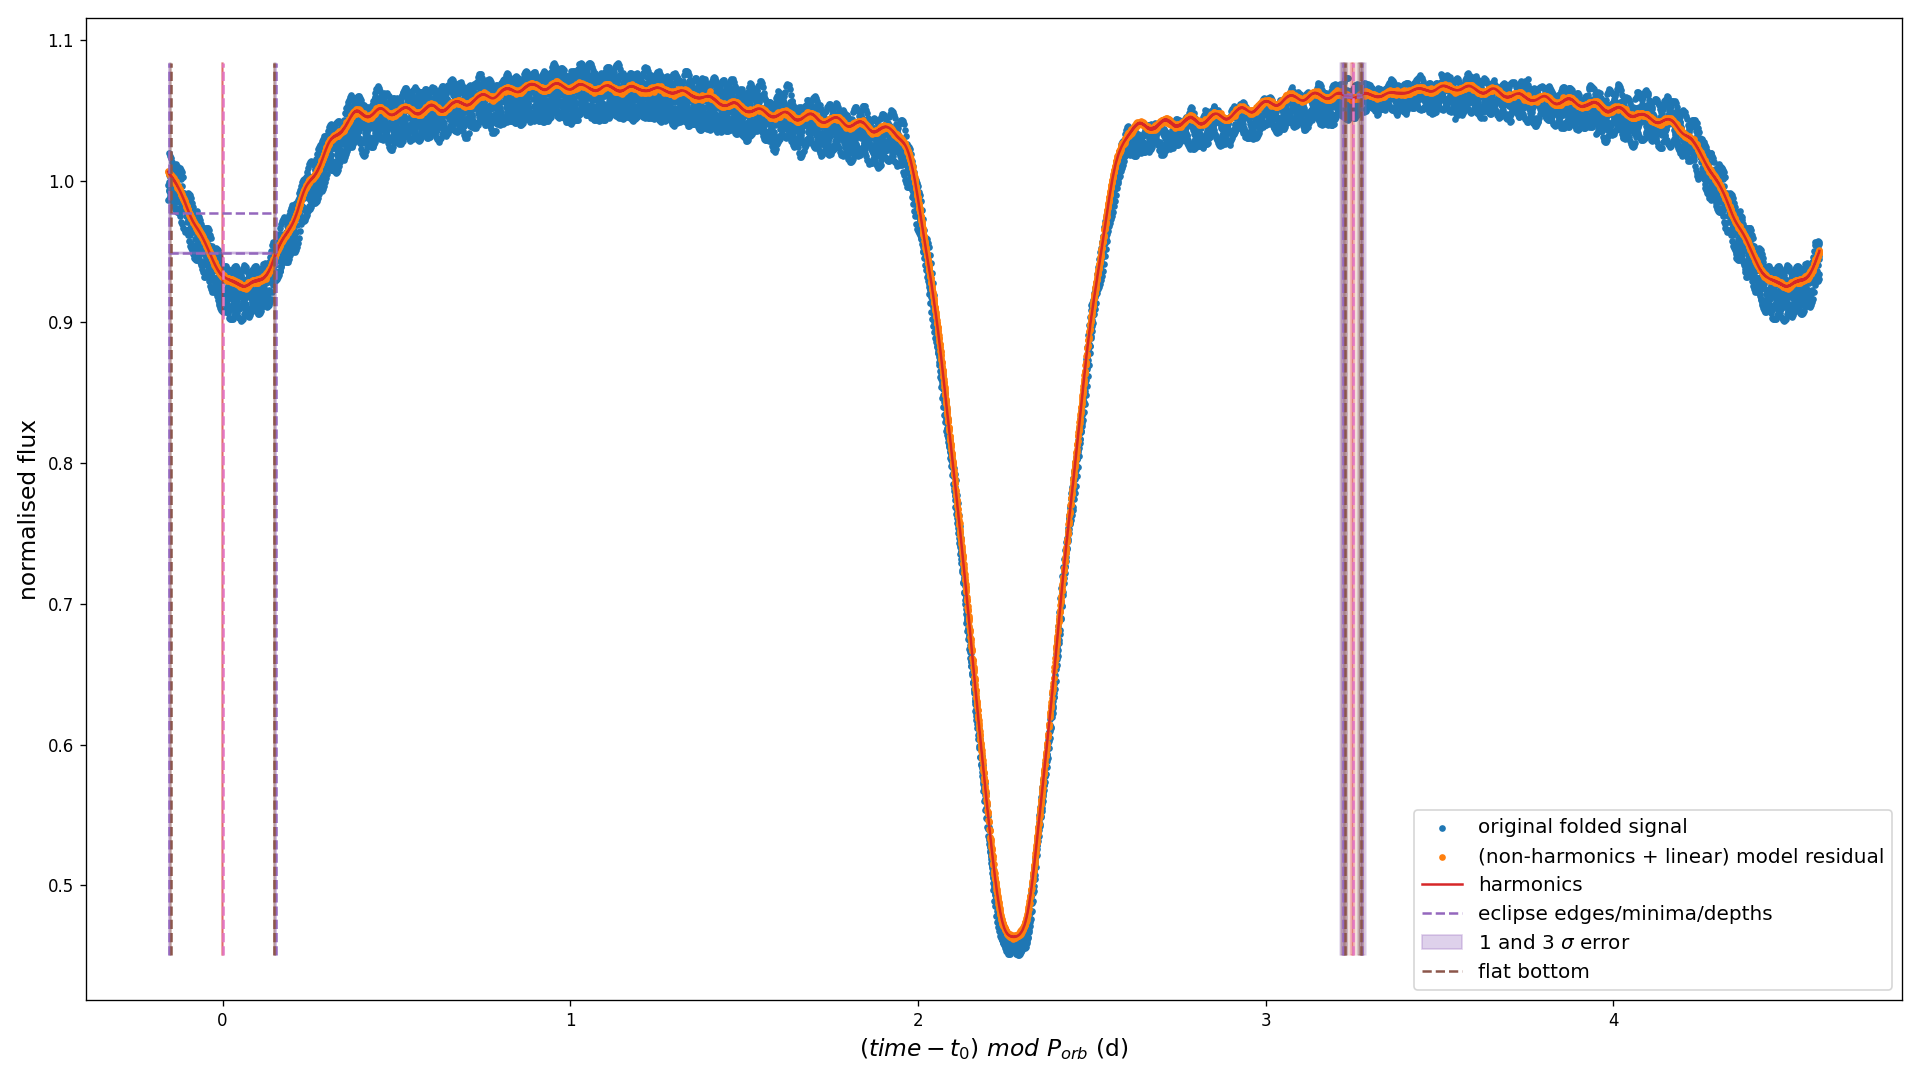 1.1
1.0
0.9
0.8
0.7
0.6
0.5
normalised flux
0
1
2
3
4
(time − t₀) mod P_orb (d)
original folded signal
(non-harmonics + linear) model residual
harmonics
eclipse edges/minima/depths
1 and 3 σ error
flat bottom